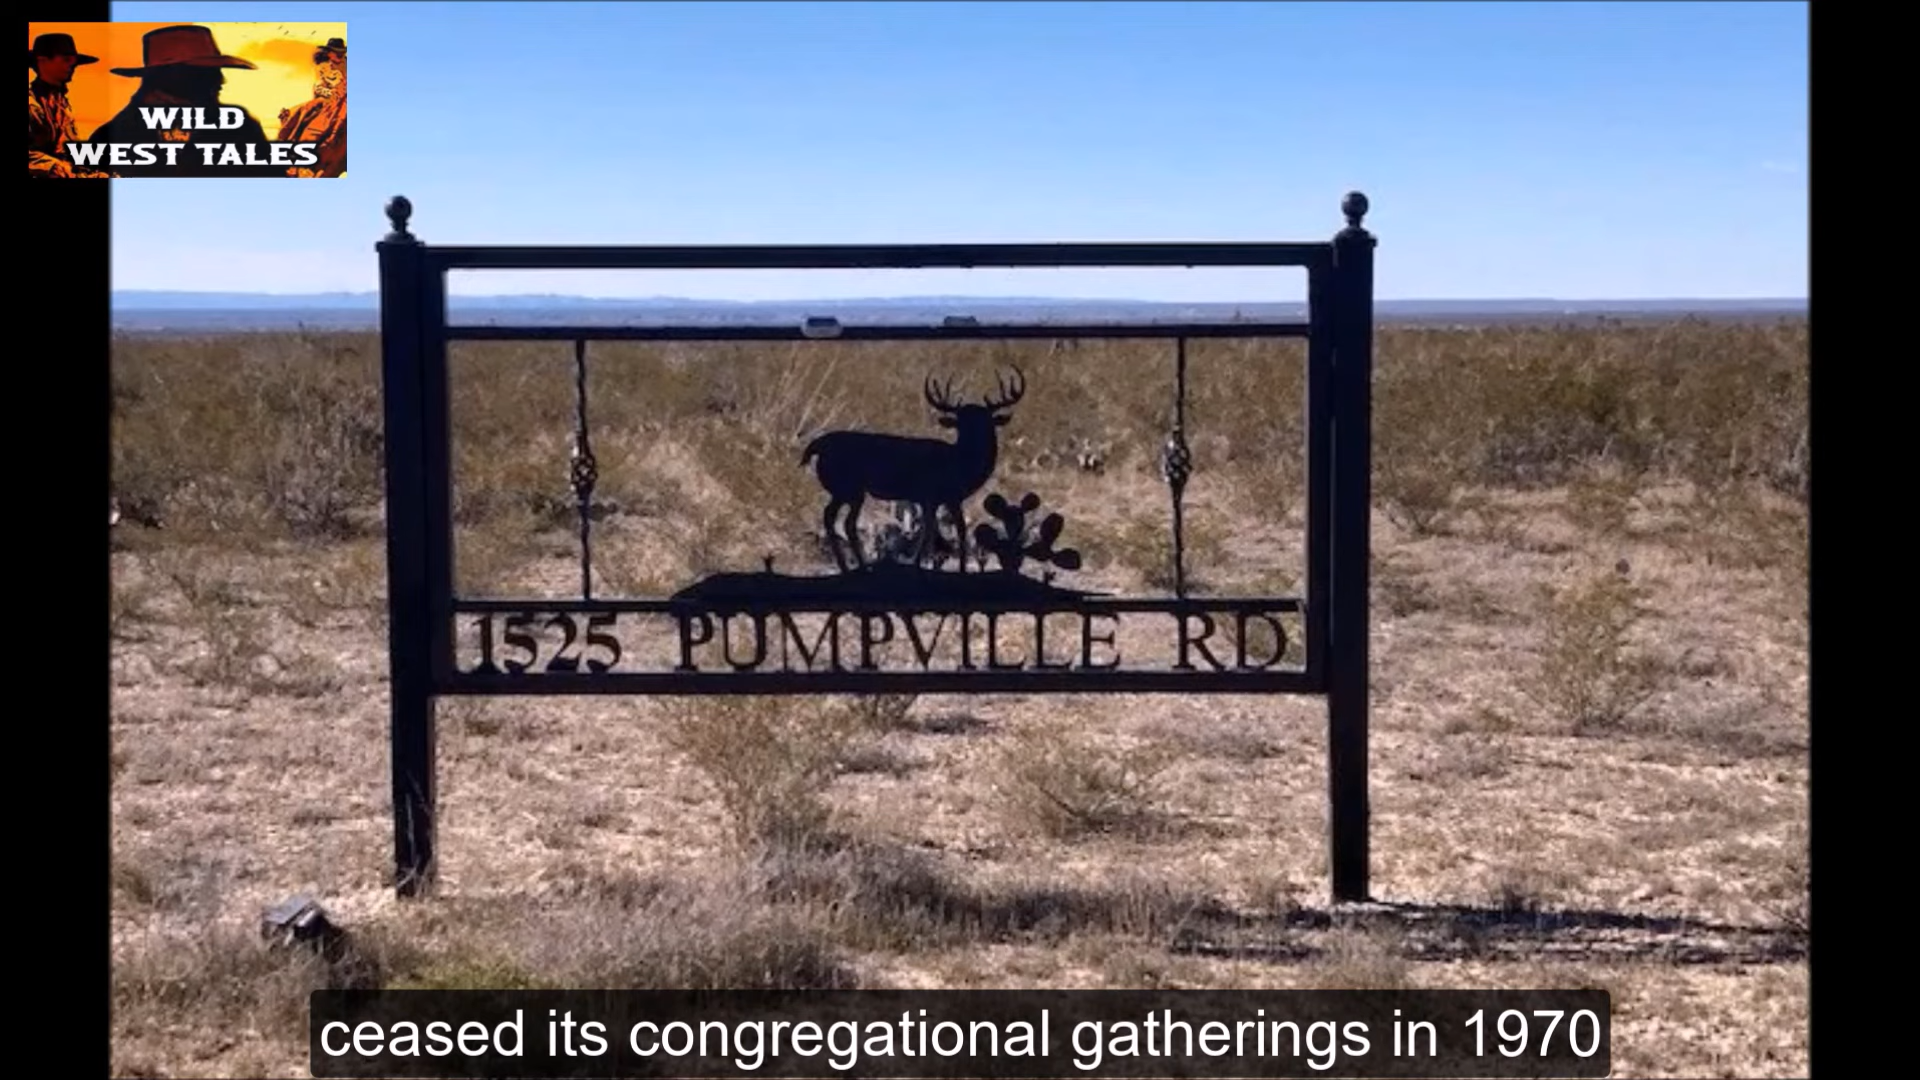 WILD
WEST TALES
1525 PUMPVILLE RD
ceased its congregational gatherings in 1970